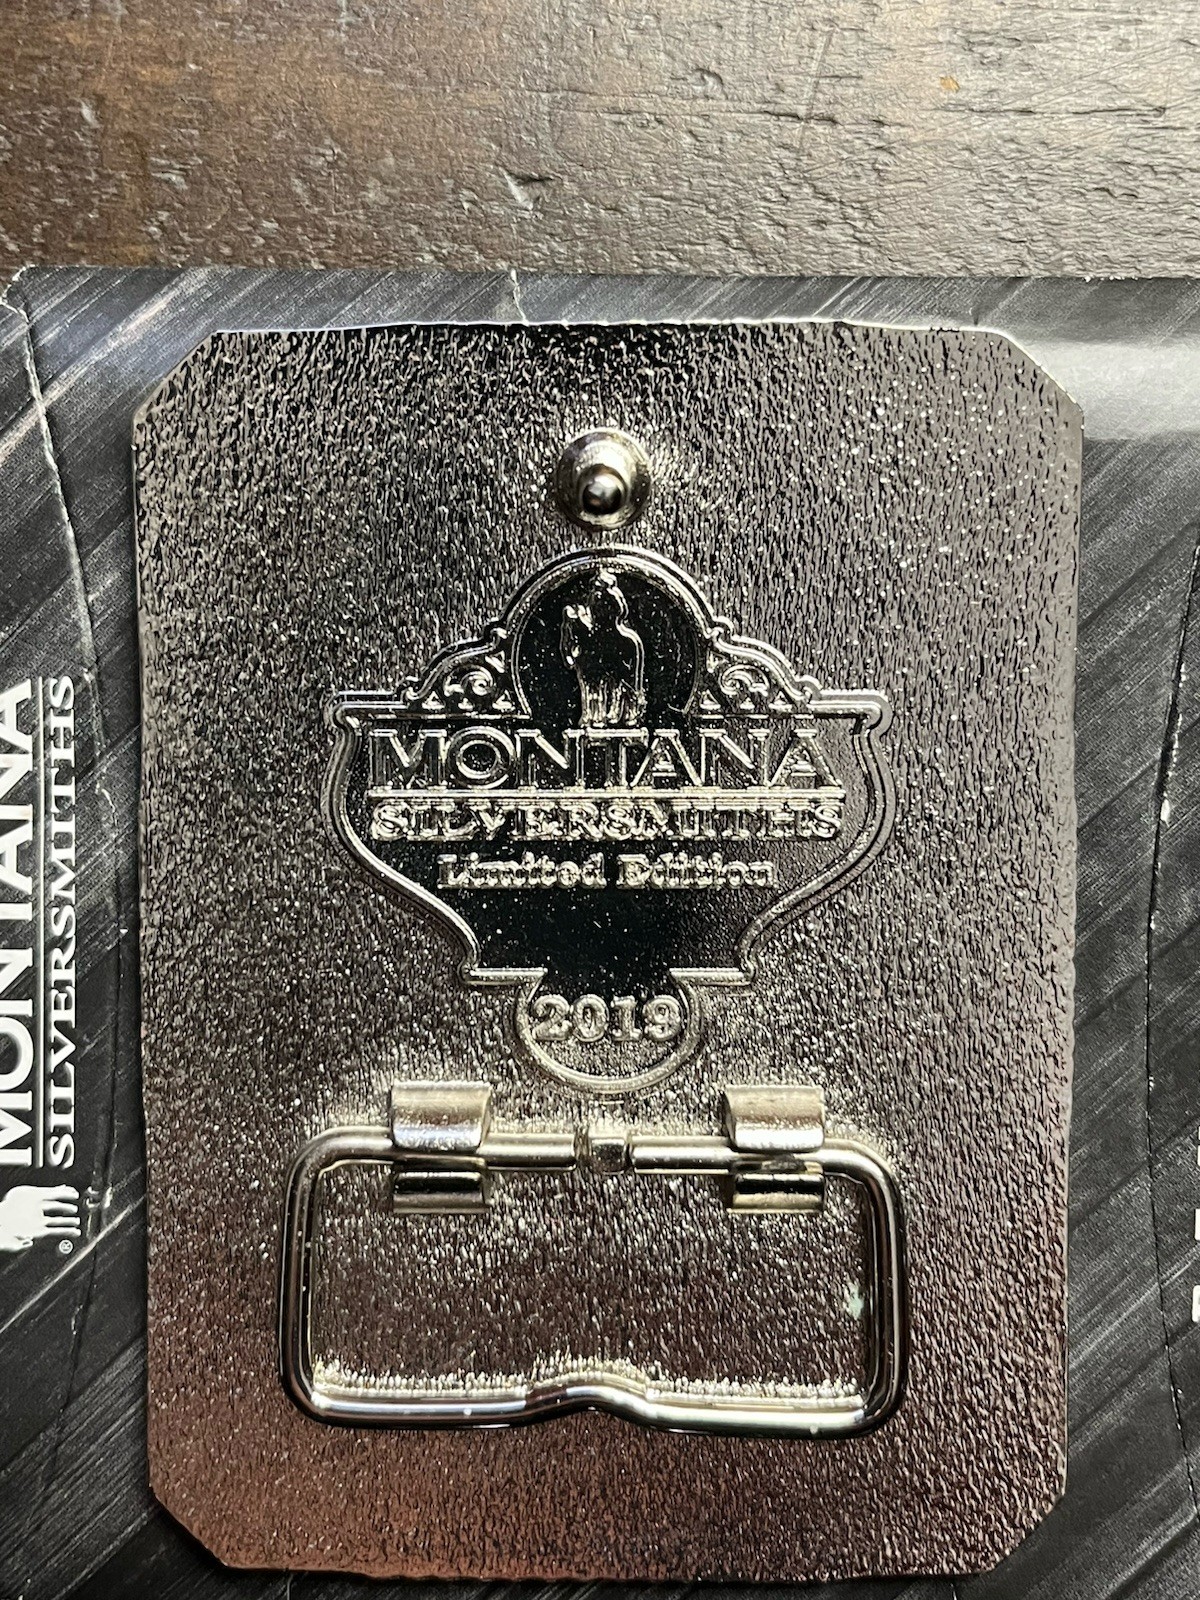 MONTANA
SILVERSMITHS
Limited Edition
2019
MONTANA
SILVERSMITHS
®